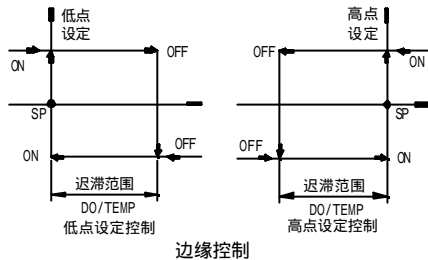 低点
设定
OFF
ON
SP
ON
OFF
迟滞范围
DO/TEMP
低点设定控制
高点
设定
OFF
ON
SP
OFF
ON
迟滞范围
DO/TEMP
高点设定控制
边缘控制